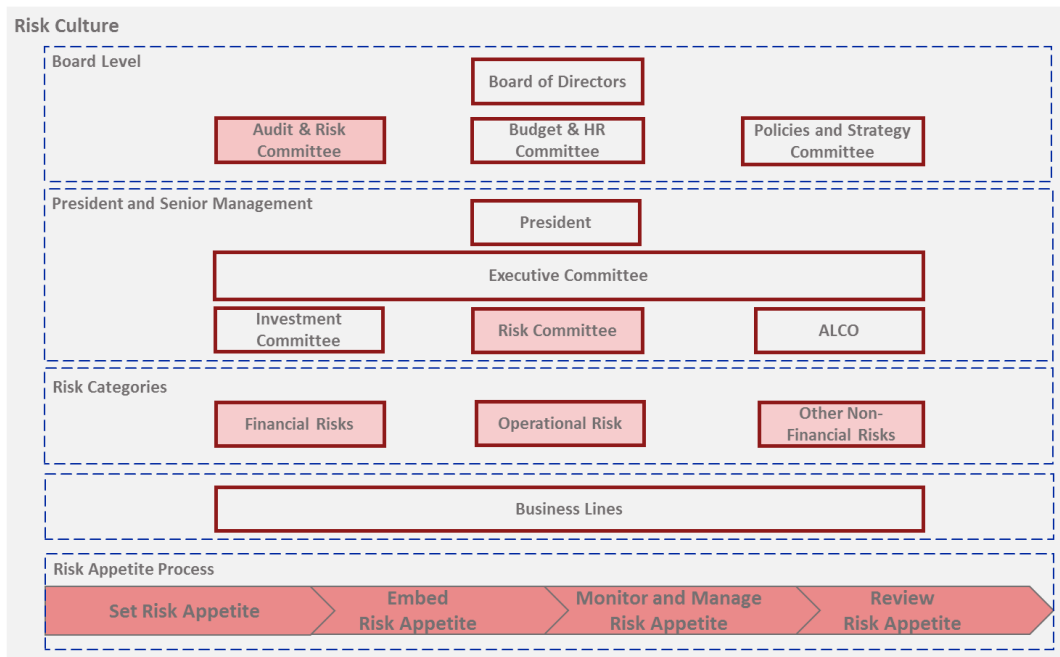 Risk Culture
Board Level
Board of Directors
Audit & Risk
Committee
Budget & HR
Committee
Policies and Strategy
Committee
President and Senior Management
President
Executive Committee
Investment
Committee
Risk Committee
ALCO
Risk Categories
Financial Risks
Operational Risk
Other Non-
Financial Risks
Business Lines
Risk Appetite Process
Set Risk Appetite
Embed
Risk Appetite
Monitor and Manage
Risk Appetite
Review
Risk Appetite